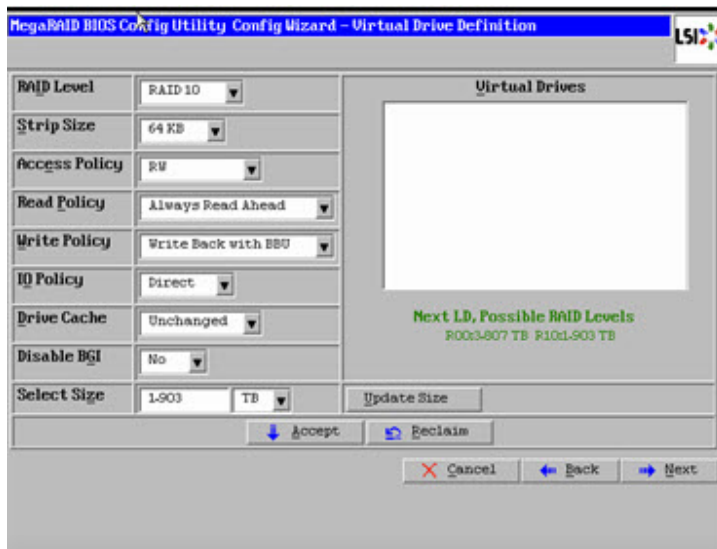 MegaRAID BIOS Config Utility Config Wizard – Virtual Drive Definition
LSI
RAID Level
RAID 10
Strip Size
64 KB
Access Policy
RW
Read Policy
Always Read Ahead
Write Policy
Write Back with BBU
IO Policy
Direct
Drive Cache
Unchanged
Disable BGI
No
Select Size
1.903
TB
Virtual Drives
Next LD, Possible RAID Levels
R00:3.807 TB R10:1.903 TB
Update Size
Accept
Reclaim
Cancel
Back
Next